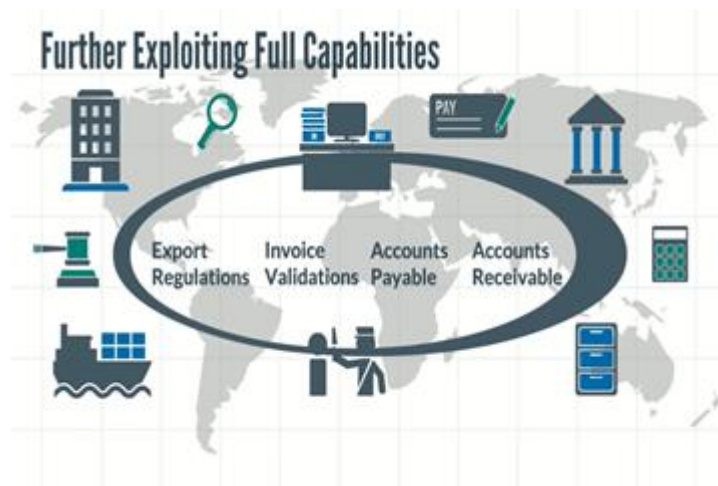 Further Exploiting Full Capabilities
PAY
Export
Regulations
Invoice
Validations
Accounts
Payable
Accounts
Receivable